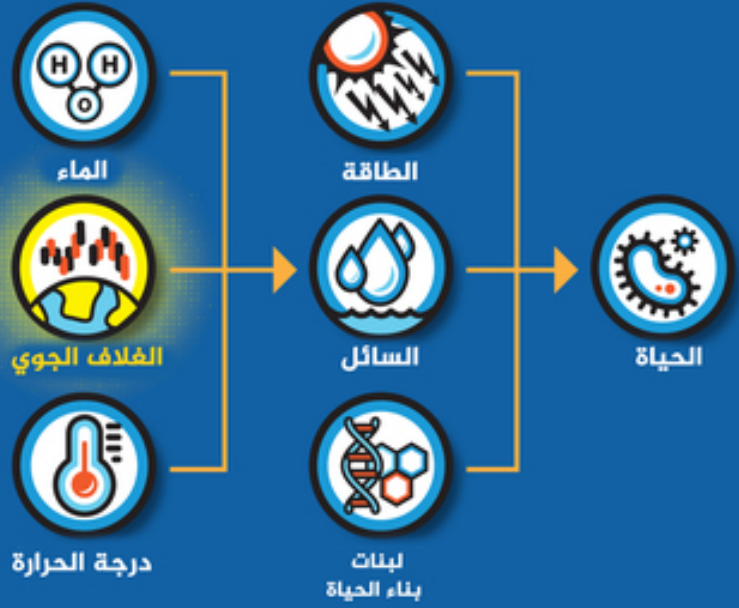 H H
O
الماء
الطاقة
الغلاف الجوي
السائل
الحياة
درجة الحرارة
لبنات
بناء الحياة